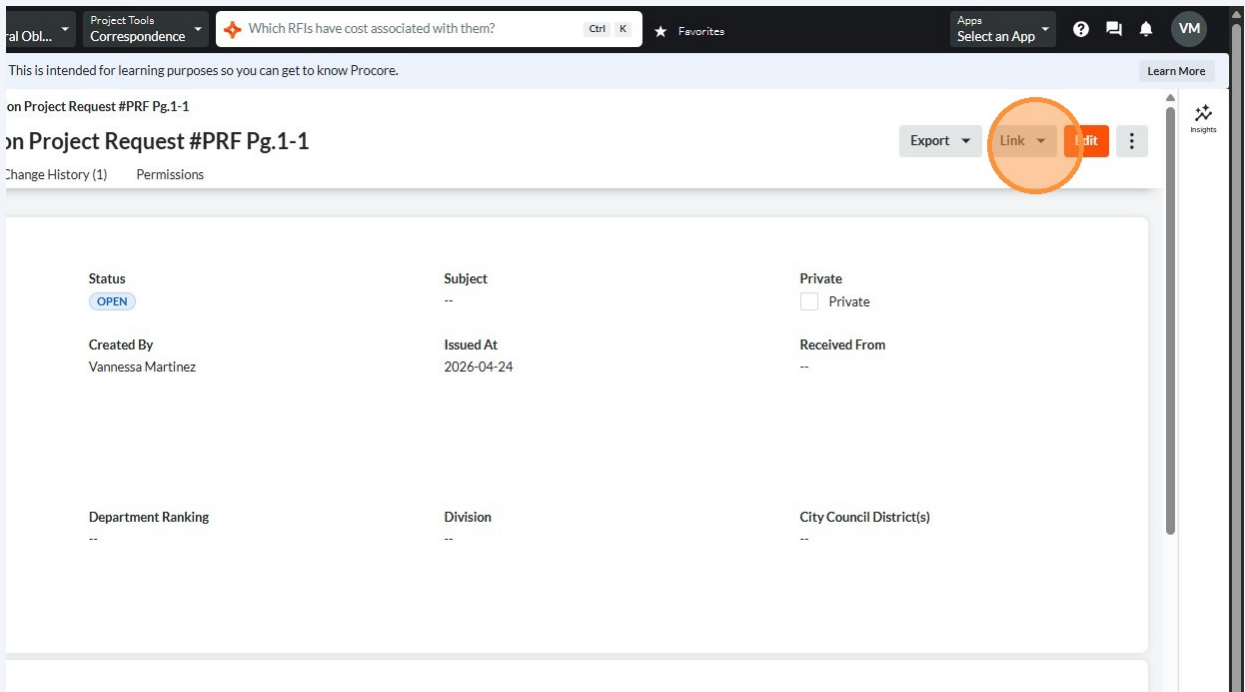 Project Tools
Apps
ral Obl...
Correspondence
Which RFIs have cost associated with them?
Ctrl K
Favorites
Select an App
VM
This is intended for learning purposes so you can get to know Procore.
Learn More
on Project Request #PRF Pg.1-1
on Project Request #PRF Pg.1-1
Export
Link
Edit
Insights
Change History (1)
Permissions
Status
Subject
Private
OPEN
--
Private
Created By
Issued At
Received From
Vannessa Martinez
2026-04-24
--
Department Ranking
Division
City Council District(s)
--
--
--